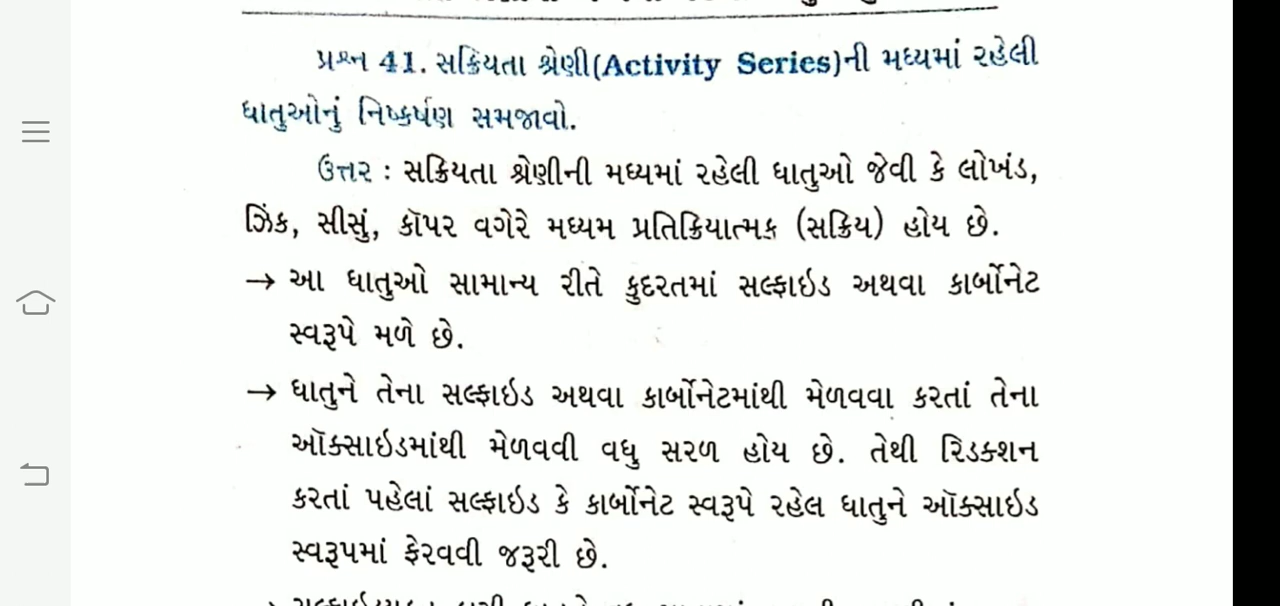 પ્રશ્ન 41. સક્રિયતા શ્રેણી(Activity Series)ની મધ્યમાં રહેલી
ધાતુઓનું નિષ્કર્ષણ સમજાવો.
ઉત્તર : સક્રિયતા શ્રેણીની મધ્યમાં રહેલી ધાતુઓ જેવી કે લોખંડ,
ઝિંક, સીસું, કૉપર વગેરે મધ્યમ પ્રતિક્રિયાત્મક (સક્રિય) હોય છે.
→ આ ધાતુઓ સામાન્ય રીતે કુદરતમાં સલ્ફાઇડ અથવા કાર્બોનેટ
સ્વરૂપે મળે છે.
→ ધાતુને તેના સલ્ફાઇડ અથવા કાર્બોનેટમાંથી મેળવવા કરતાં તેના
ઑક્સાઇડમાંથી મેળવવી વધુ સરળ હોય છે. તેથી રિડક્શન
કરતાં પહેલાં સલ્ફાઇડ કે કાર્બોનેટ સ્વરૂપે રહેલ ધાતુને ઑક્સાઇડ
સ્વરૂપમાં ફેરવવી જરૂરી છે.